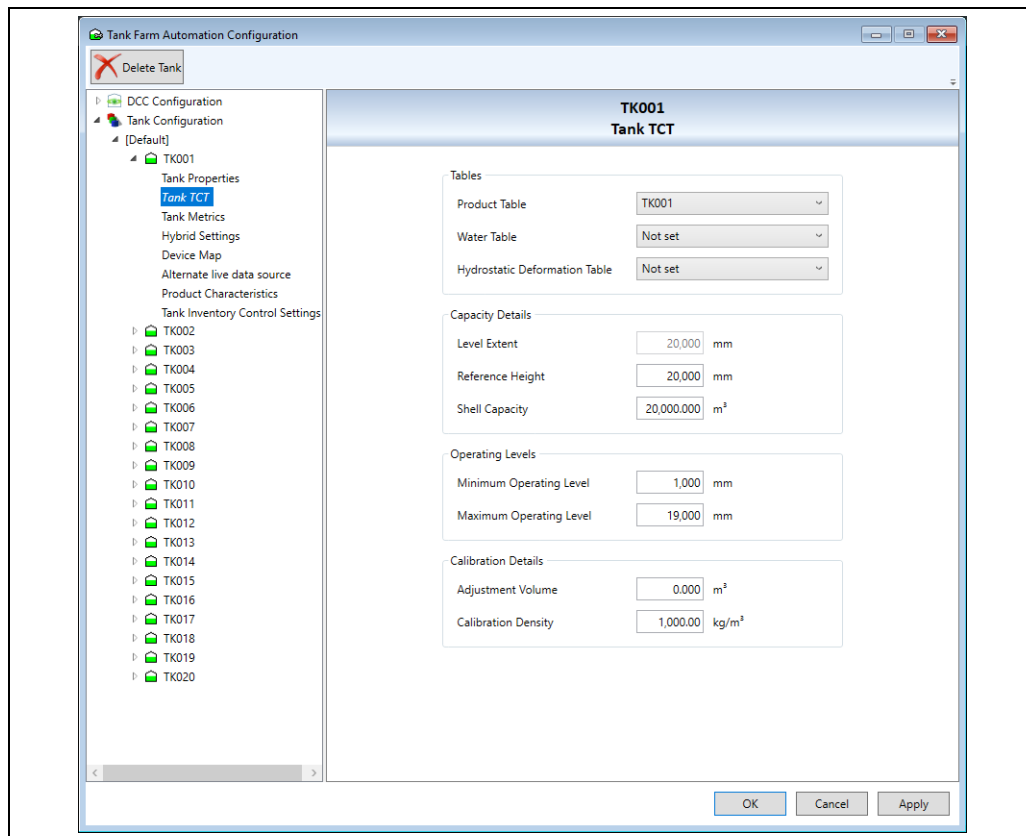 Tank Farm Automation Configuration
Delete Tank
DCC Configuration
Tank Configuration
[Default]
TK001
Tank Properties
Tank TCT
Tank Metrics
Hybrid Settings
Device Map
Alternate live data source
Product Characteristics
Tank Inventory Control Settings
TK002
TK003
TK004
TK005
TK006
TK007
TK008
TK009
TK010
TK011
TK012
TK013
TK014
TK015
TK016
TK017
TK018
TK019
TK020
TK001
Tank TCT
Tables
Product Table TK001
Water Table Not set
Hydrostatic Deformation Table Not set
Capacity Details
Level Extent 20,000 mm
Reference Height 20,000 mm
Shell Capacity 20,000.000 m³
Operating Levels
Minimum Operating Level 1,000 mm
Maximum Operating Level 19,000 mm
Calibration Details
Adjustment Volume 0.000 m³
Calibration Density 1,000.00 kg/m³
OK Cancel Apply